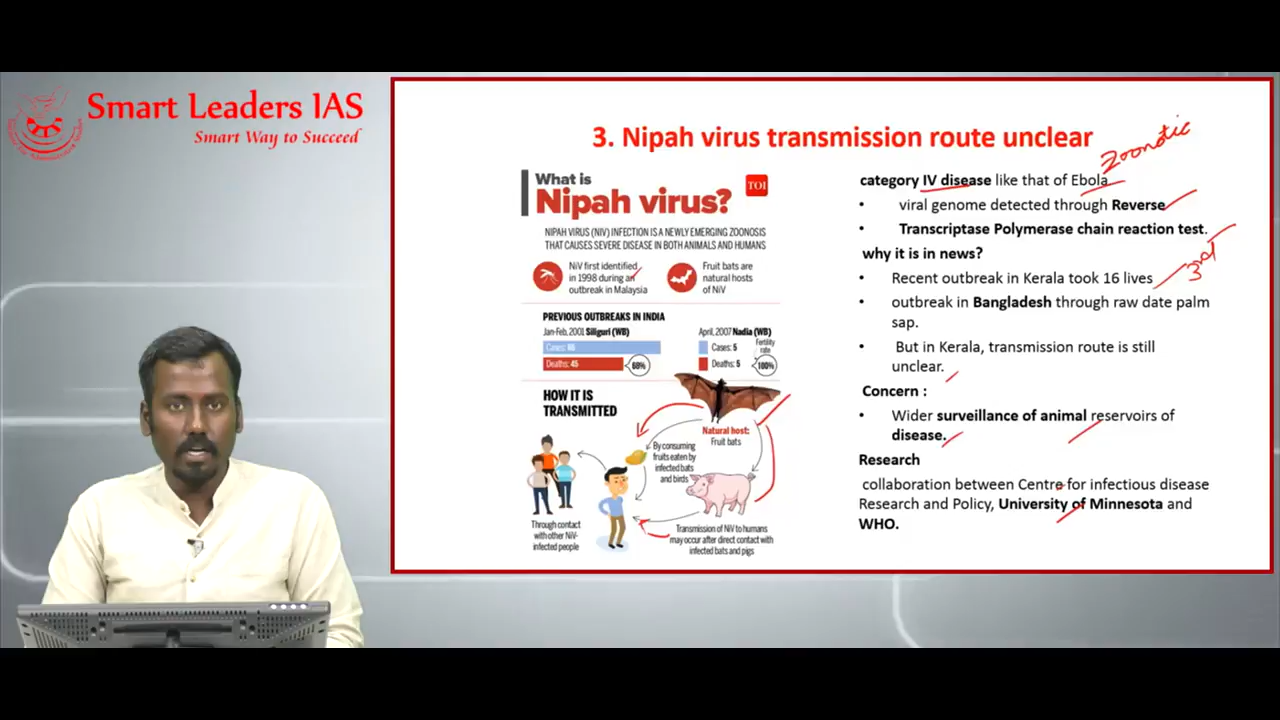 Smart Leaders IAS
Smart Way to Succeed
3. Nipah virus transmission route unclear
What is
Nipah virus?
TOI
NIPAH VIRUS (NIV) INFECTION IS A NEWLY EMERGING ZOONOSIS
THAT CAUSES SEVERE DISEASE IN BOTH ANIMALS AND HUMANS
NiV first identified
in 1998 during an
outbreak in Malaysia
Fruit bats are
natural hosts
of NiV
PREVIOUS OUTBREAKS IN INDIA
Jan-Feb, 2001 Siliguri (WB)
Cases: 66
Deaths: 45
68%
April, 2007 Nadia (WB)
Cases: 5
Deaths: 5
Fertility
rate
100%
HOW IT IS
TRANSMITTED
Natural host:
Fruit bats
By consuming
fruits eaten by
infected bats
and birds
Through contact
with other NiV-
infected people
Transmission of NiV to humans
may occur after direct contact with
infected bats and pigs
Zoonotic
category IV disease like that of Ebola
• viral genome detected through Reverse
• Transcriptase Polymerase chain reaction test.
why it is in news?
3rd
• Recent outbreak in Kerala took 16 lives
• outbreak in Bangladesh through raw date palm
sap.
• But in Kerala, transmission route is still
unclear.
Concern :
• Wider surveillance of animal reservoirs of
disease.
Research
collaboration between Centre for infectious disease
Research and Policy, University of Minnesota and
WHO.